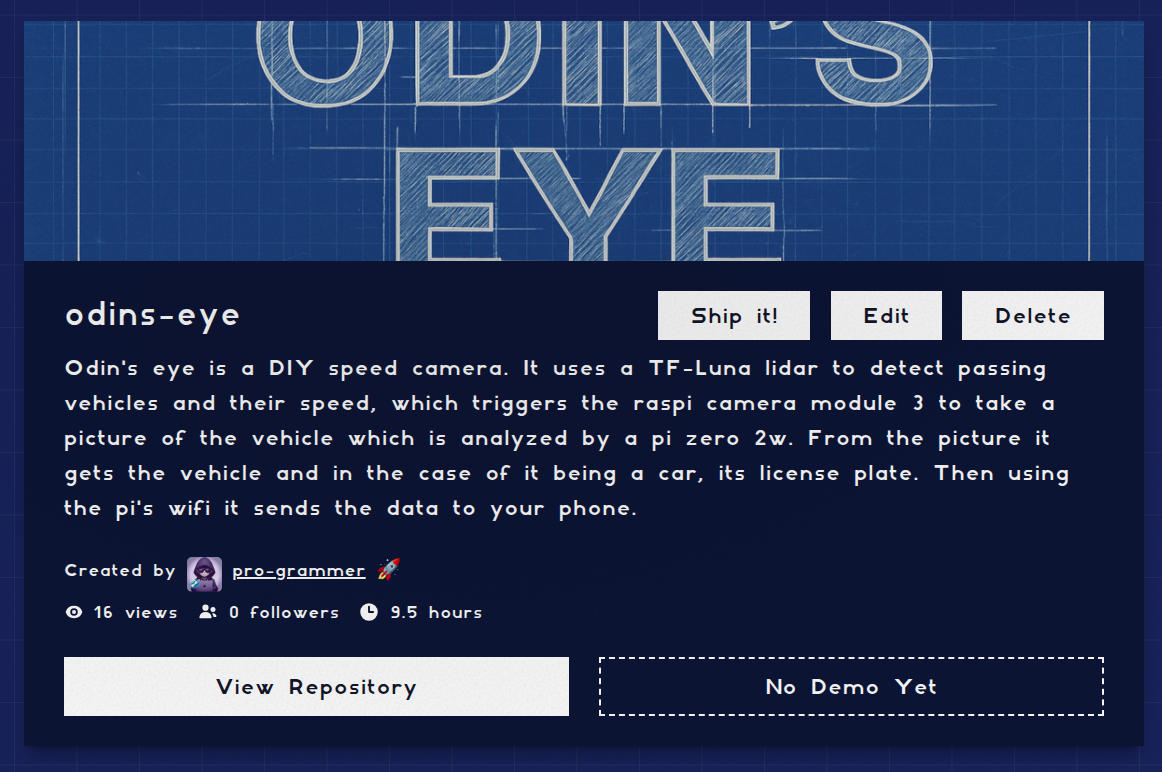 ODIN'S
EYE
odins-eye
Ship it!
Edit
Delete
Odin's eye is a DIY speed camera. It uses a TF-Luna lidar to detect passing
vehicles and their speed, which triggers the raspi camera module 3 to take a
picture of the vehicle which is analyzed by a pi zero 2w. From the picture it
gets the vehicle and in the case of it being a car, its license plate. Then using
the pi's wifi it sends the data to your phone.
Created by pro-grammer 🚀
16 views 0 followers 9.5 hours
View Repository
No Demo Yet